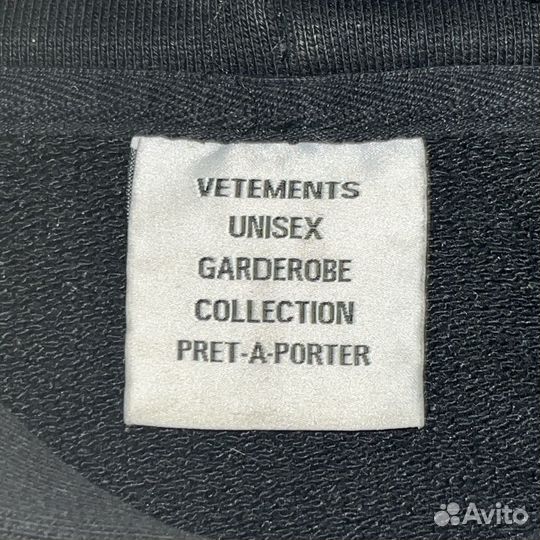 VETEMENTS
UNISEX
GARDEROBE
COLLECTION
PRET-A-PORTER
Avito